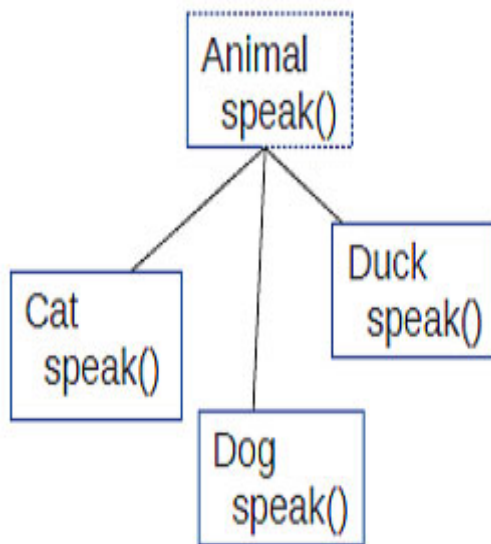 Animal
speak()
Duck
speak()
Cat
speak()
Dog
speak()